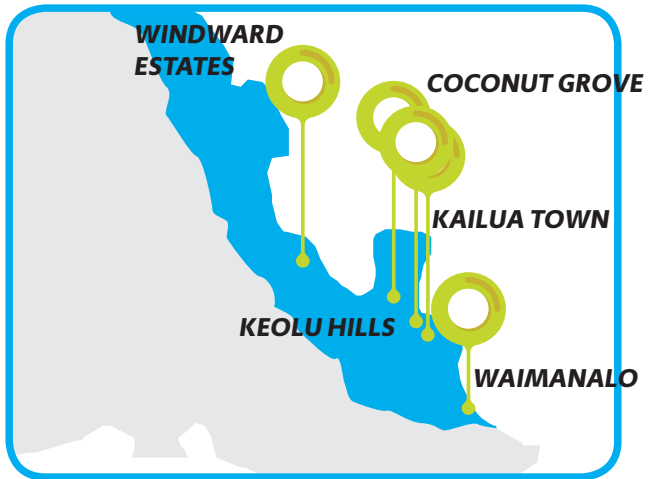 WINDWARD
ESTATES
COCONUT GROVE
KAILUA TOWN
KEOLU HILLS
WAIMANALO